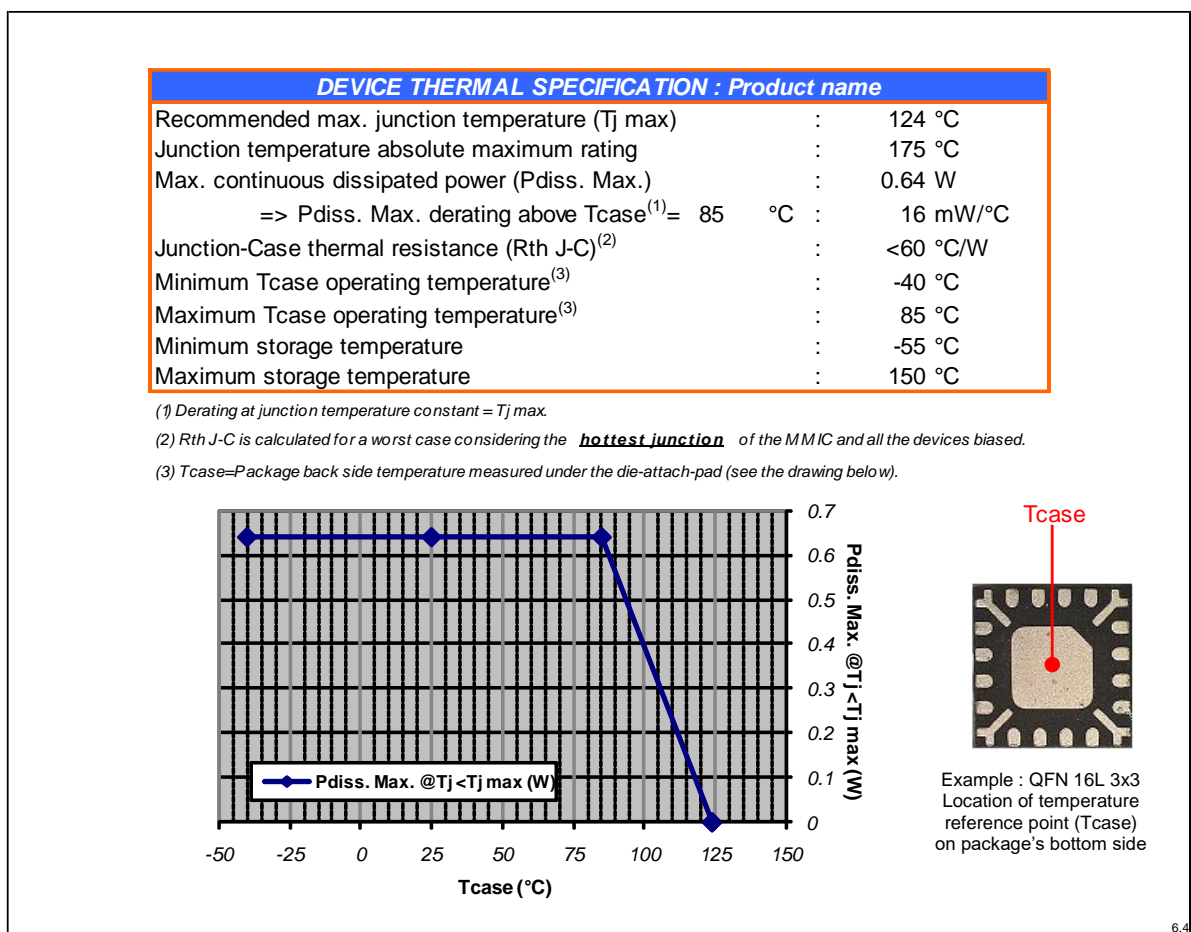 DEVICE THERMAL SPECIFICATION : Product name
Recommended max. junction temperature (Tj max) : 124 °C
Junction temperature absolute maximum rating : 175 °C
Max. continuous dissipated power (Pdiss. Max.) : 0.64 W
=> Pdiss. Max. derating above Tcase(1)= 85 °C : 16 mW/°C
Junction-Case thermal resistance (Rth J-C)(2) : <60 °C/W
Minimum Tcase operating temperature(3) : -40 °C
Maximum Tcase operating temperature(3) : 85 °C
Minimum storage temperature : -55 °C
Maximum storage temperature : 150 °C
(1) Derating at junction temperature constant = Tj max.
(2) Rth J-C is calculated for a worst case considering the hottest junction of the MMIC and all the devices biased.
(3) Tcase=Package back side temperature measured under the die-attach-pad (see the drawing below).
0.7
0.6
0.5
0.4
0.3
0.2
0.1
0
Pdiss. Max. @Tj<Tj max (W)
Pdiss. Max. @Tj<Tj max (W)
-50 -25 0 25 50 75 100 125 150
Tcase (°C)
Tcase
Example : QFN 16L 3x3
Location of temperature
reference point (Tcase)
on package's bottom side
6.4